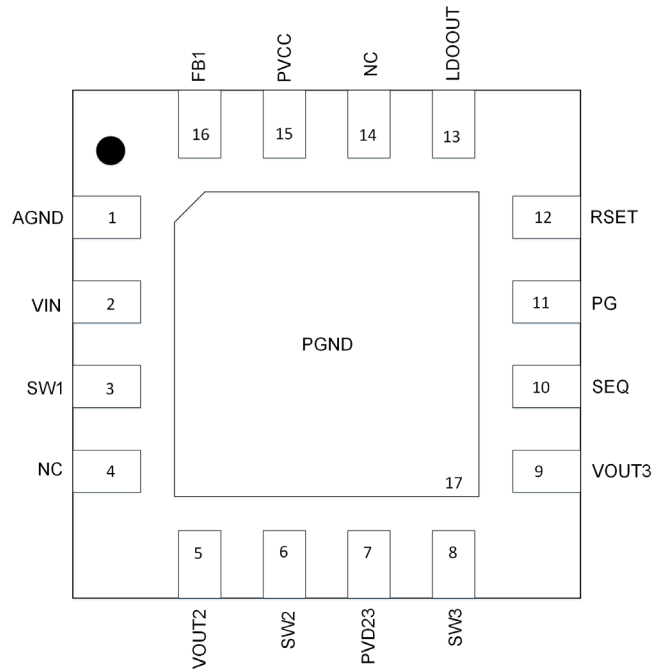 FB1
PVCC
NC
LDOOUT
16
15
14
13
AGND
1
12
RSET
VIN
2
11
PG
PGND
SW1
3
10
SEQ
NC
4
9
VOUT3
17
5
6
7
8
VOUT2
SW2
PVD23
SW3